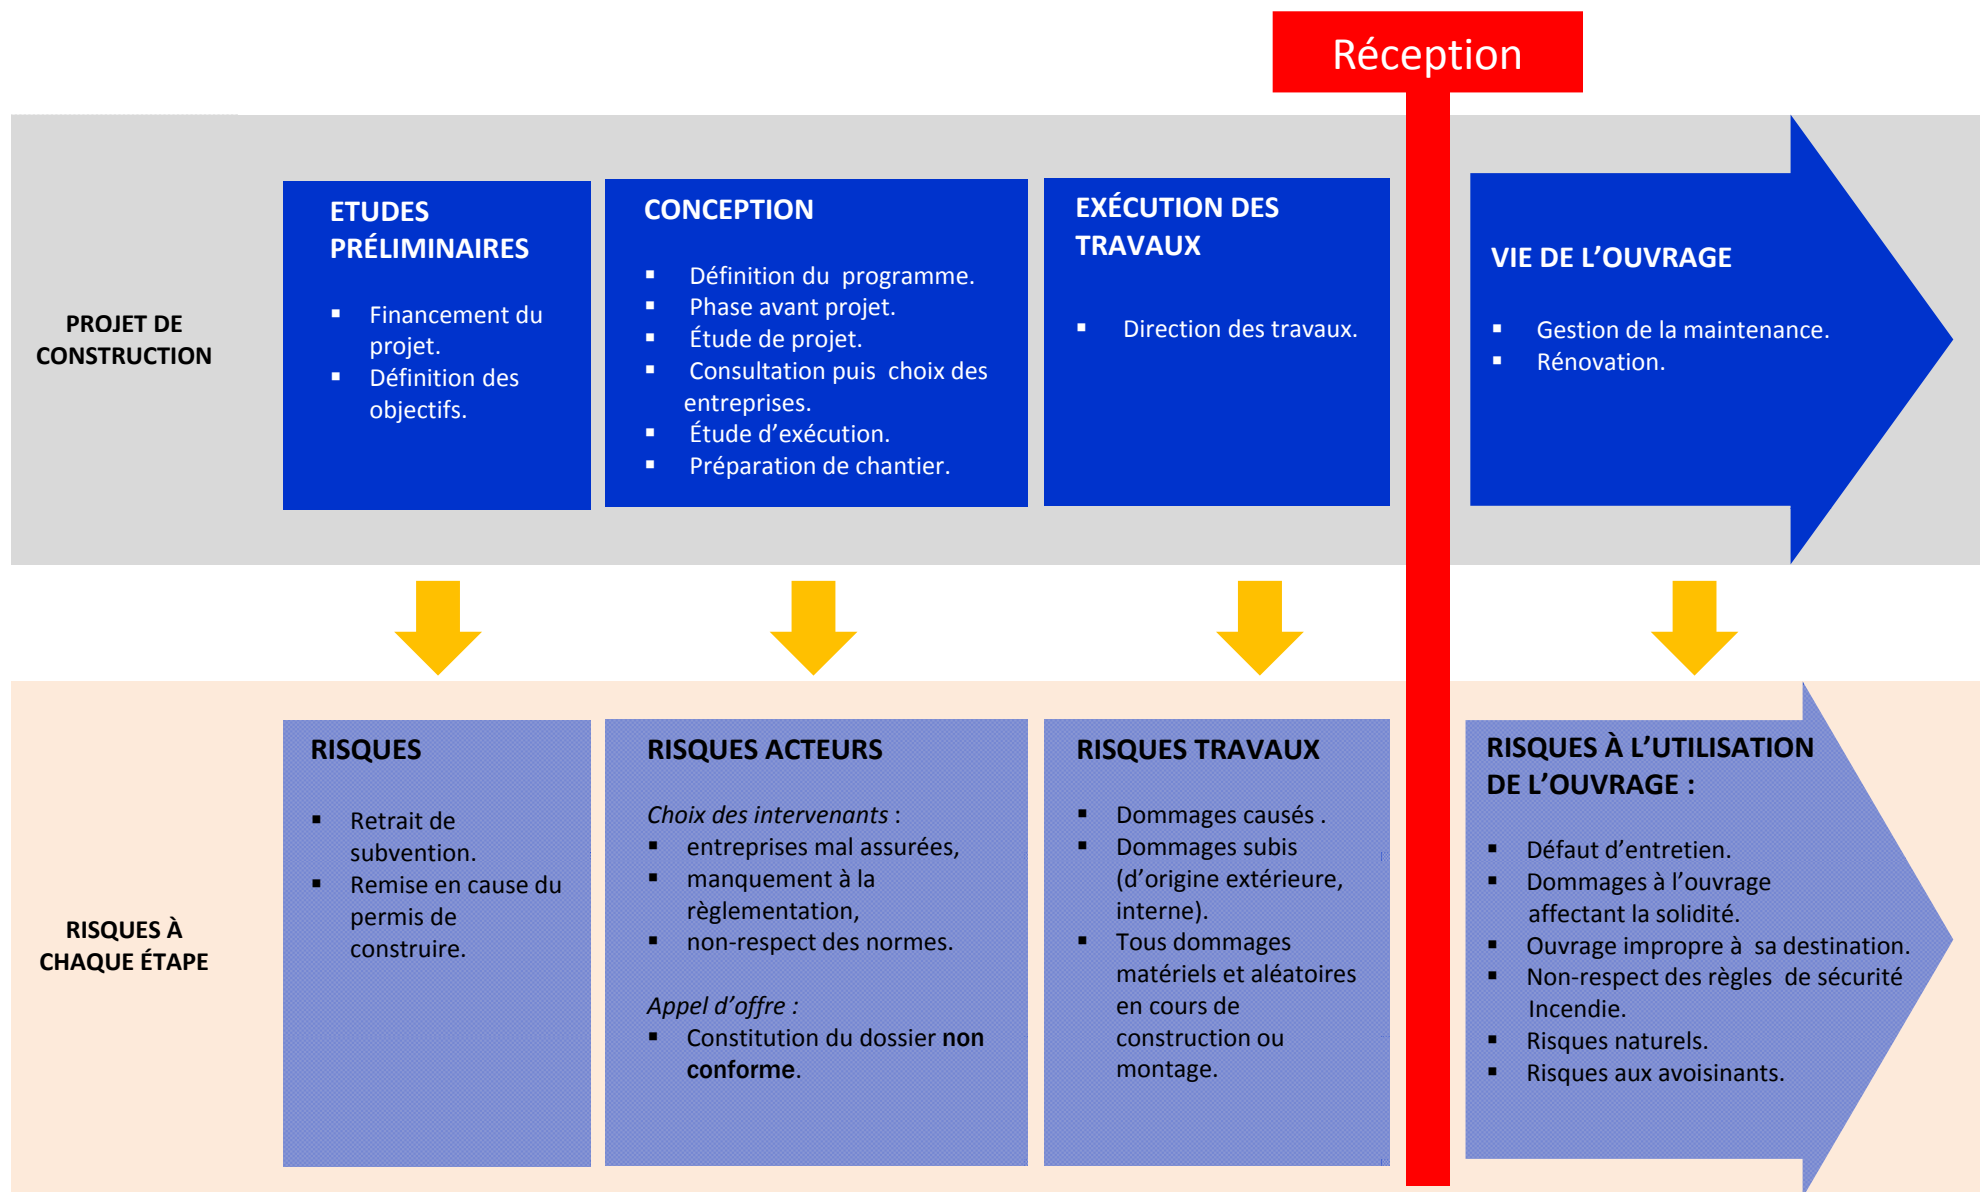 Réception
PROJET DE
CONSTRUCTION
ETUDES
PRÉLIMINAIRES
▪ Financement du
projet.
▪ Définition des
objectifs.
CONCEPTION
▪ Définition du  programme.
▪ Phase avant projet.
▪ Étude de projet.
▪ Consultation puis  choix des
entreprises.
▪ Étude d’exécution.
▪ Préparation de chantier.
EXÉCUTION DES
TRAVAUX
▪ Direction des travaux.
VIE DE L’OUVRAGE
▪ Gestion de la maintenance.
▪ Rénovation.
RISQUES À
CHAQUE ÉTAPE
RISQUES
▪ Retrait de
subvention.
▪ Remise en cause du
permis de
construire.
RISQUES ACTEURS
Choix des intervenants :
▪ entreprises mal assurées,
▪ manquement à la
règlementation,
▪ non-respect des normes.
Appel d’offre :
▪ Constitution du dossier non
conforme.
RISQUES TRAVAUX
▪ Dommages causés .
▪ Dommages subis
(d’origine extérieure,
interne).
▪ Tous dommages
matériels et aléatoires
en cours de
construction ou
montage.
RISQUES À L’UTILISATION
DE L’OUVRAGE :
▪ Défaut d’entretien.
▪ Dommages à l’ouvrage
affectant la solidité.
▪ Ouvrage impropre à  sa destination.
▪ Non-respect des règles  de sécurité
Incendie.
▪ Risques naturels.
▪ Risques aux avoisinants.